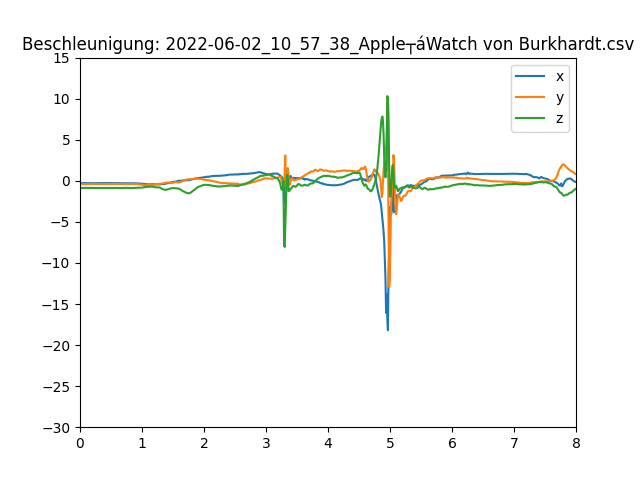 Beschleunigung: 2022-06-02_10_57_38_Apple┬áWatch von Burkhardt.csv
15
10
5
0
−5
−10
−15
−20
−25
−30
0 1 2 3 4 5 6 7 8
x
y
z